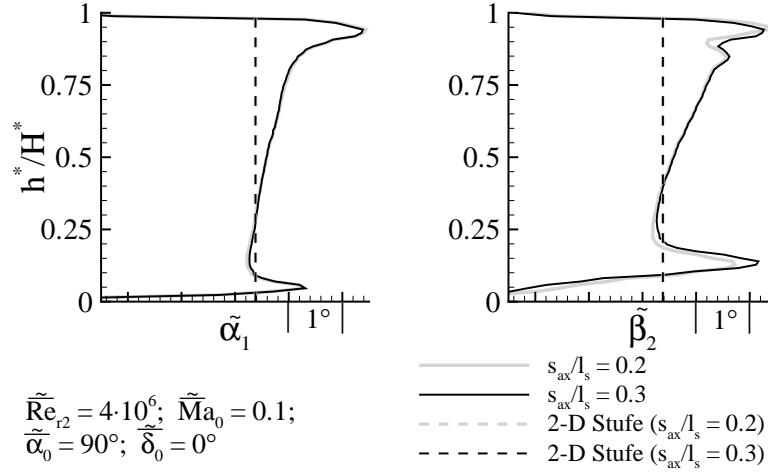 1
0.75
0.5
0.25
0
h*/H*
α̃₁
1°
1
0.75
0.5
0.25
0
β̃₂
1°
s_ax/l_s = 0.2
s_ax/l_s = 0.3
2-D Stufe (s_ax/l_s = 0.2)
2-D Stufe (s_ax/l_s = 0.3)
R̃̅e_r2 = 4·10⁶; M̃̅a₀ = 0.1;
α̃̅₀ = 90°; δ̃̅₀ = 0°